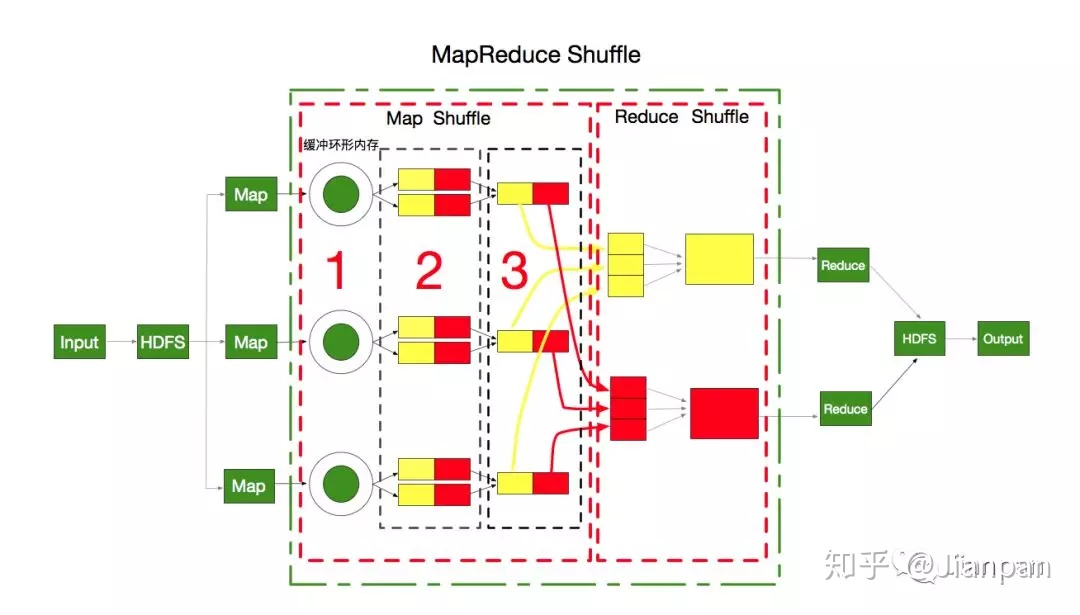 MapReduce Shuffle
Map Shuffle
Reduce Shuffle
缓冲环形内存
Map
1
2
3
Reduce
Input
HDFS
Map
HDFS
Output
Reduce
Map
知乎 @Jianpan